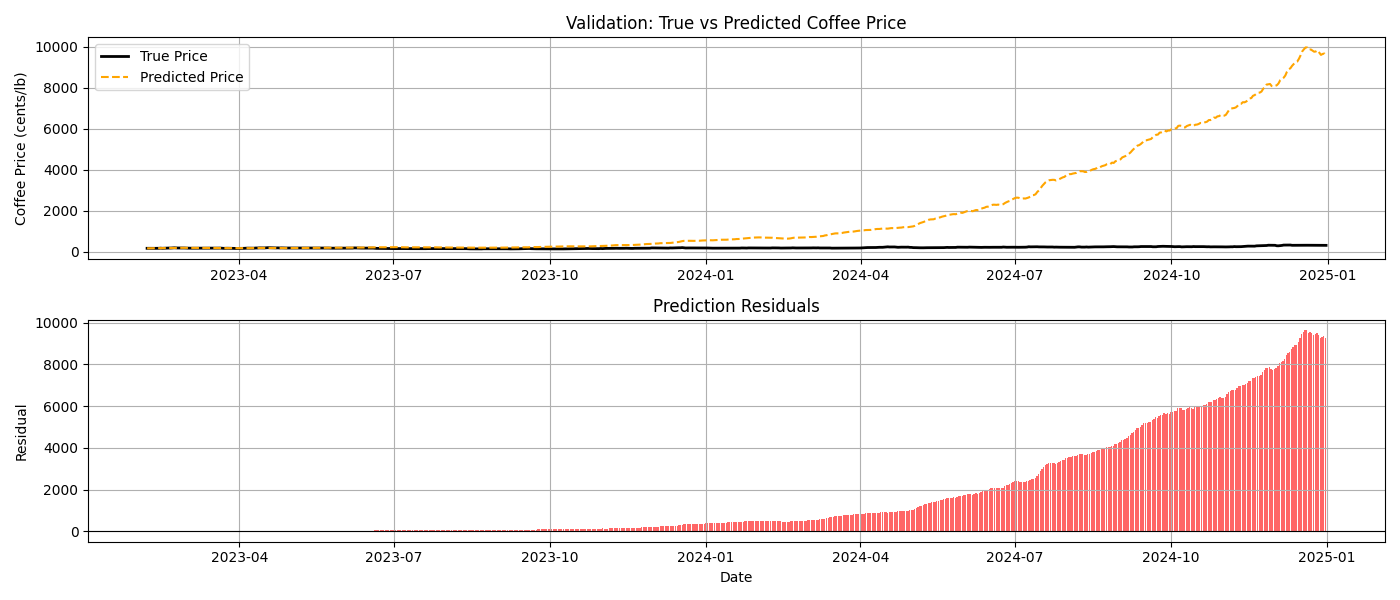 Validation: True vs Predicted Coffee Price
Coffee Price (cents/lb)
10000
8000
6000
4000
2000
0
True Price
Predicted Price
2023-04 2023-07 2023-10 2024-01 2024-04 2024-07 2024-10 2025-01
Prediction Residuals
Residual
10000
8000
6000
4000
2000
0
2023-04 2023-07 2023-10 2024-01 2024-04 2024-07 2024-10 2025-01
Date